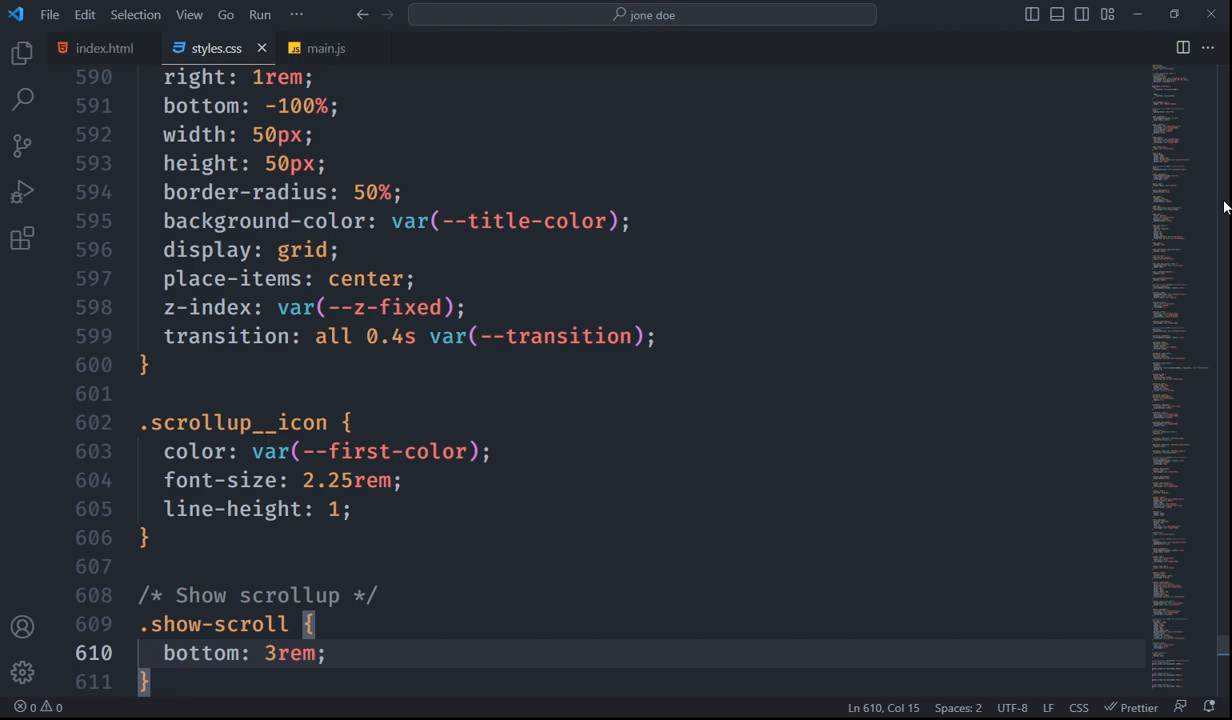 File Edit Selection View Go Run ··· jone doe
index.html styles.css main.js
590 right: 1rem;
591 bottom: -100%;
592 width: 50px;
593 height: 50px;
594 border-radius: 50%;
595 background-color: var(--title-color);
596 display: grid;
597 place-items: center;
598 z-index: var(--z-fixed);
599 transition: all 0.4s var(--transition);
600 }
601
602 .scrollup__icon {
603 color: var(--first-color);
604 font-size: 2.25rem;
605 line-height: 1;
606 }
607
608 /* Show scrollup */
609 .show-scroll {
610 bottom: 3rem;
611 }
0 0 Ln 610, Col 15 Spaces: 2 UTF-8 LF CSS Prettier